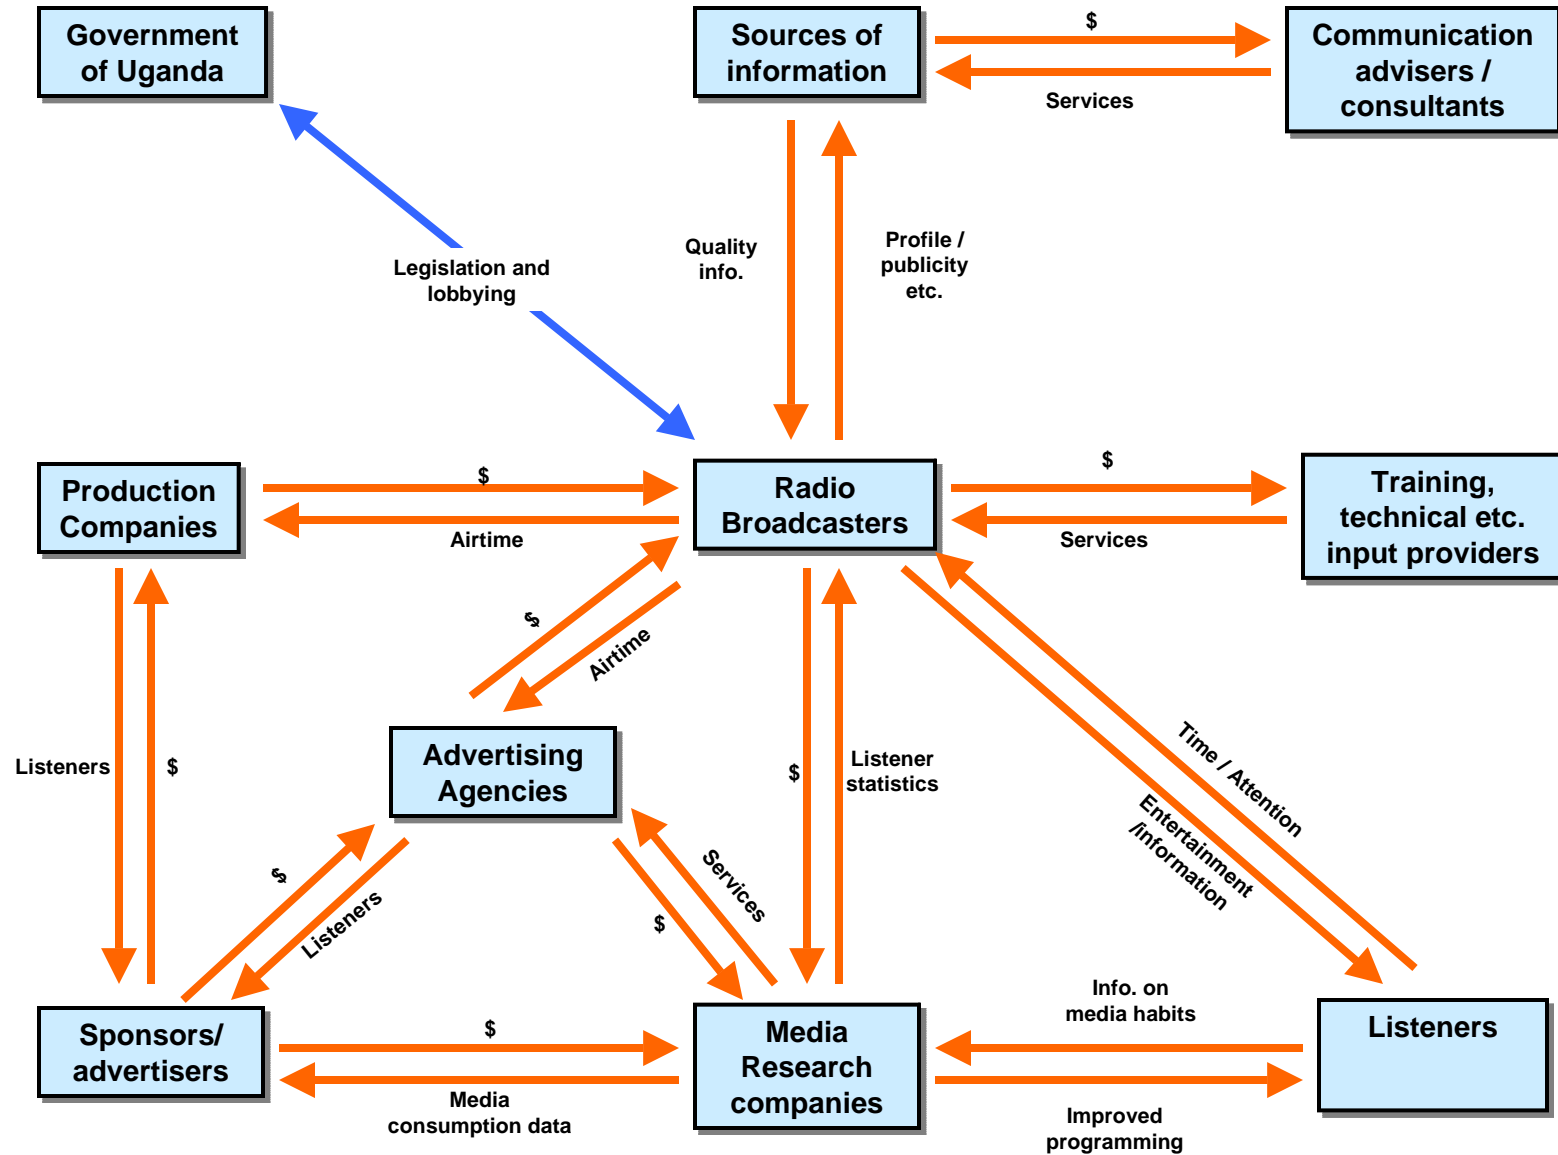 Government
of Uganda
Sources of
information
$
Services
Communication
advisers /
consultants
Legislation and
lobbying
Quality
info.
Profile /
publicity
etc.
Production
Companies
$
Airtime
Radio
Broadcasters
$
Services
Training,
technical etc.
input providers
$
Airtime
Listeners
$
Advertising
Agencies
$
Listener
statistics
Time / Attention
Entertainment
/information
$
Listeners
Services
$
Sponsors/
advertisers
$
Media
consumption data
Media
Research
companies
Info. on
media habits
Improved
programming
Listeners